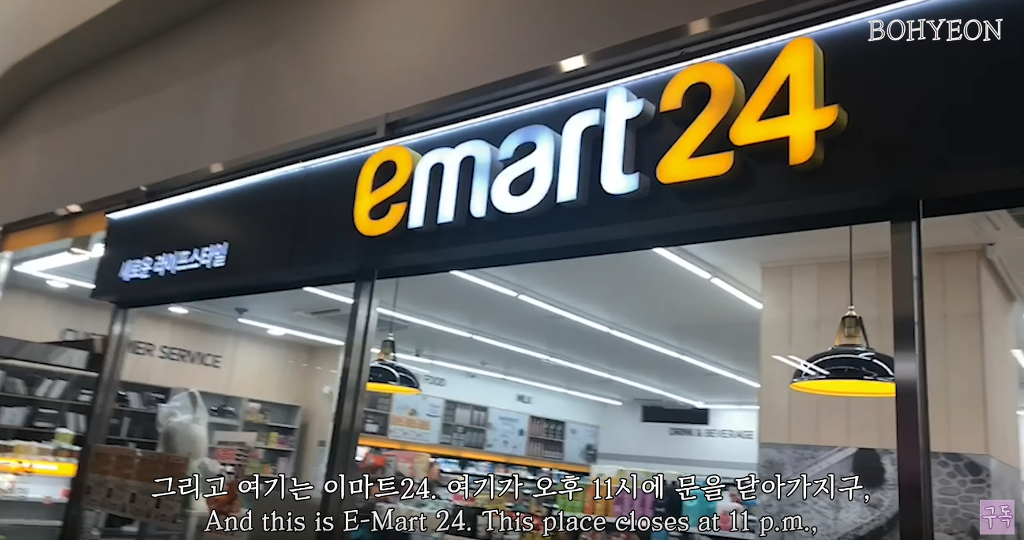 BOHYEON
emart24
새로운 라이프스타일
CUSTOMER SERVICE
FOOD
MILK
DRINK & BEVERAGE
그리고 여기는 이마트24. 여기가 오후 11시에 문을 닫아가지구,
And this is E-Mart 24. This place closes at 11 p.m.,
구독